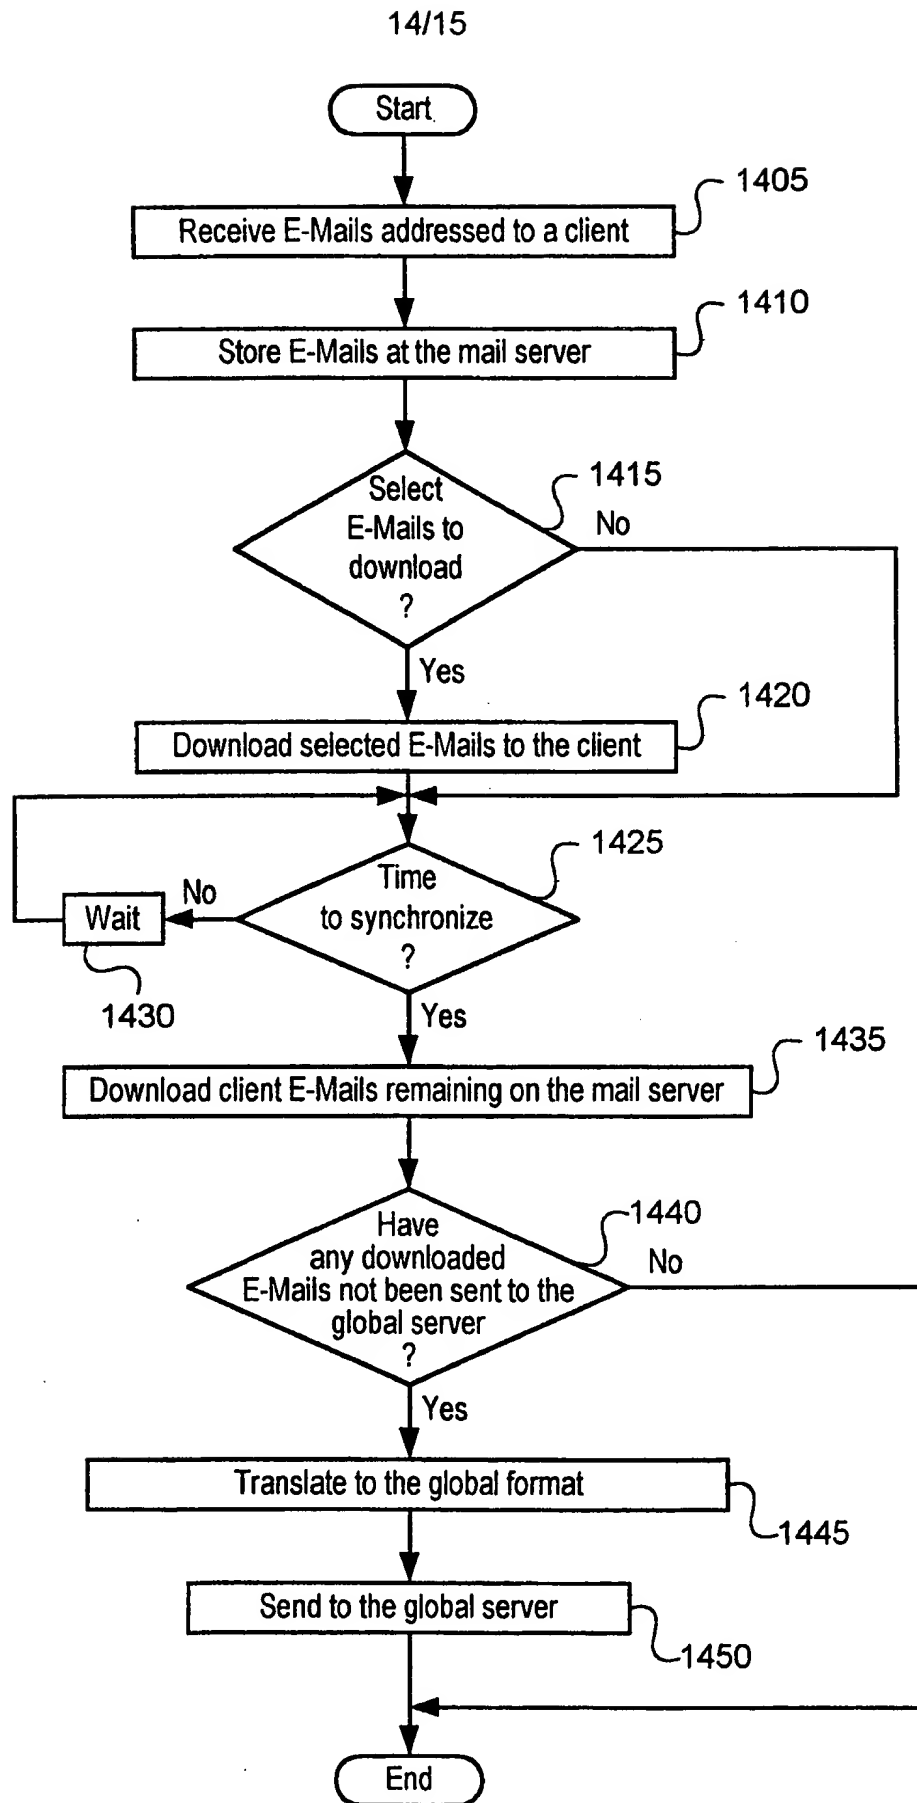 14/15
Start
1405
Receive E-Mails addressed to a client
1410
Store E-Mails at the mail server
1415
Select
E-Mails to
download
?
No
Yes
1420
Download selected E-Mails to the client
1425
Time
to synchronize
?
No
Wait
1430
Yes
1435
Download client E-Mails remaining on the mail server
1440
Have
any downloaded
E-Mails not been sent to the
global server
?
No
Yes
Translate to the global format
1445
Send to the global server
1450
End